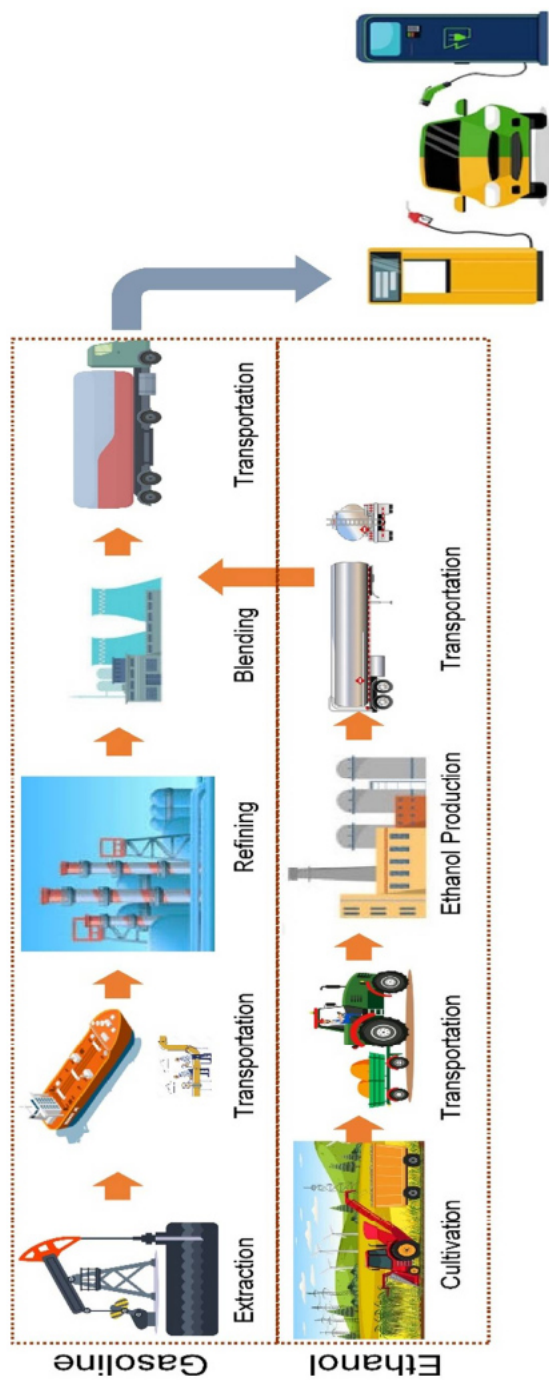 Gasoline
Extraction
Transportation
Refining
Blending
Transportation
Ethanol
Cultivation
Transportation
Ethanol Production
Transportation